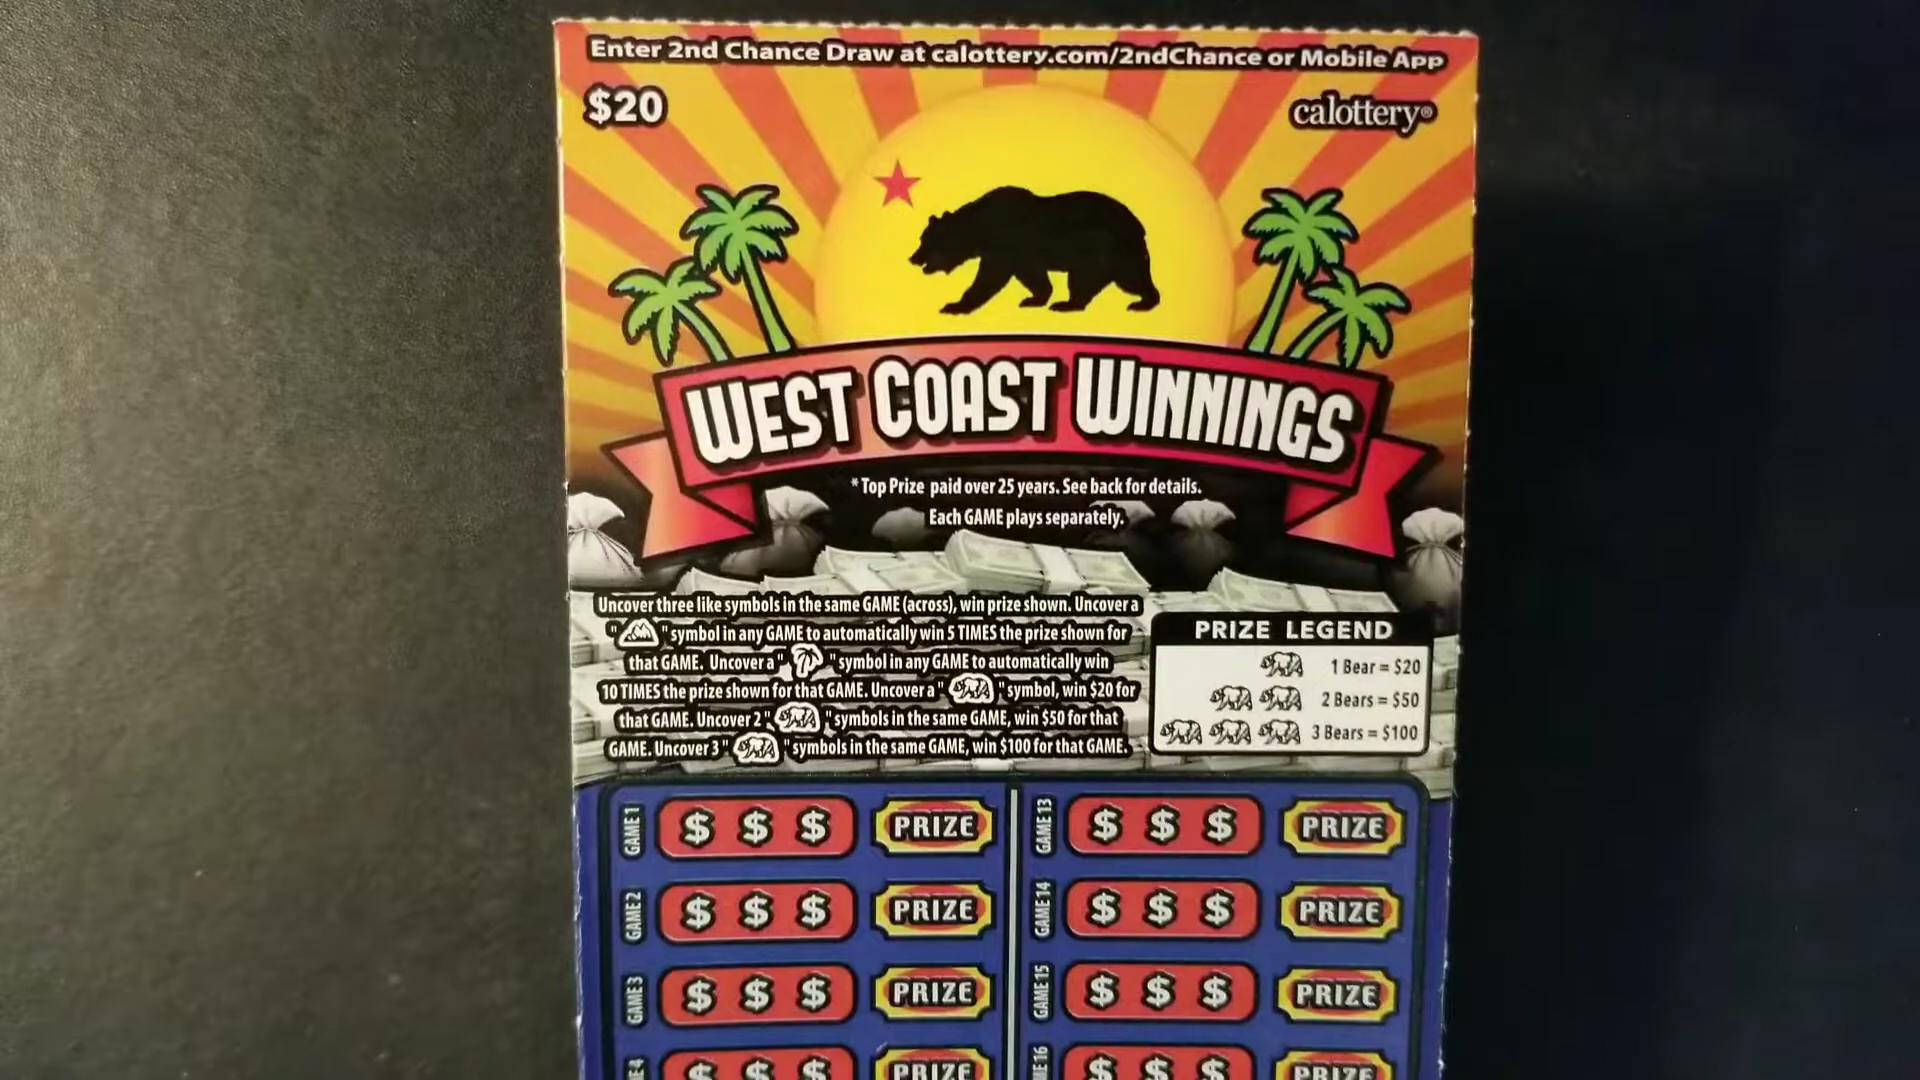 Enter 2nd Chance Draw at calottery.com/2ndChance or Mobile App
$20
calottery®
WEST COAST WINNINGS
*Top Prize paid over 25 years. See back for details.
Each GAME plays separately.
Uncover three like symbols in the same GAME (across), win prize shown. Uncover a
" " symbol in any GAME to automatically win 5 TIMES the prize shown for
that GAME. Uncover a " " symbol in any GAME to automatically win
10 TIMES the prize shown for that GAME. Uncover a " " symbol, win $20 for
that GAME. Uncover 2 " " symbols in the same GAME, win $50 for that
GAME. Uncover 3 " " symbols in the same GAME, win $100 for that GAME.
PRIZE LEGEND
1 Bear = $20
2 Bears = $50
3 Bears = $100
GAME 1 $ $ $ PRIZE
GAME 2 $ $ $ PRIZE
GAME 3 $ $ $ PRIZE
$ $ $ PRIZE
GAME 13 $ $ $ PRIZE
GAME 14 $ $ $ PRIZE
GAME 15 $ $ $ PRIZE
16 $ $ $ PRIZE